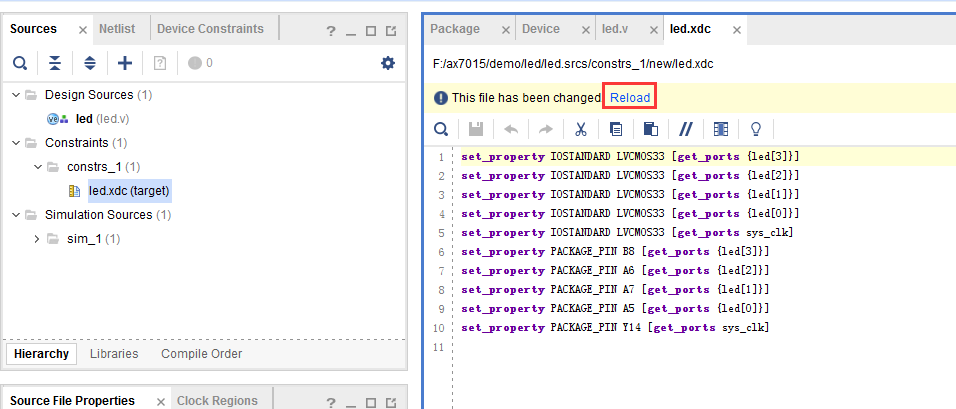 Sources
Netlist
Device Constraints
0
Design Sources (1)
led (led.v)
Constraints (1)
constrs_1 (1)
led.xdc (target)
Simulation Sources (1)
sim_1 (1)
Hierarchy
Libraries
Compile Order
Source File Properties
Clock Regions
Package
Device
led.v
led.xdc
F:/ax7015/demo/led/led.srcs/constrs_1/new/led.xdc
This file has been changed Reload
1 set_property IOSTANDARD LVCMOS33 [get_ports {led[3]}]
2 set_property IOSTANDARD LVCMOS33 [get_ports {led[2]}]
3 set_property IOSTANDARD LVCMOS33 [get_ports {led[1]}]
4 set_property IOSTANDARD LVCMOS33 [get_ports {led[0]}]
5 set_property IOSTANDARD LVCMOS33 [get_ports sys_clk]
6 set_property PACKAGE_PIN B8 [get_ports {led[3]}]
7 set_property PACKAGE_PIN A6 [get_ports {led[2]}]
8 set_property PACKAGE_PIN A7 [get_ports {led[1]}]
9 set_property PACKAGE_PIN A5 [get_ports {led[0]}]
10 set_property PACKAGE_PIN Y14 [get_ports sys_clk]
11